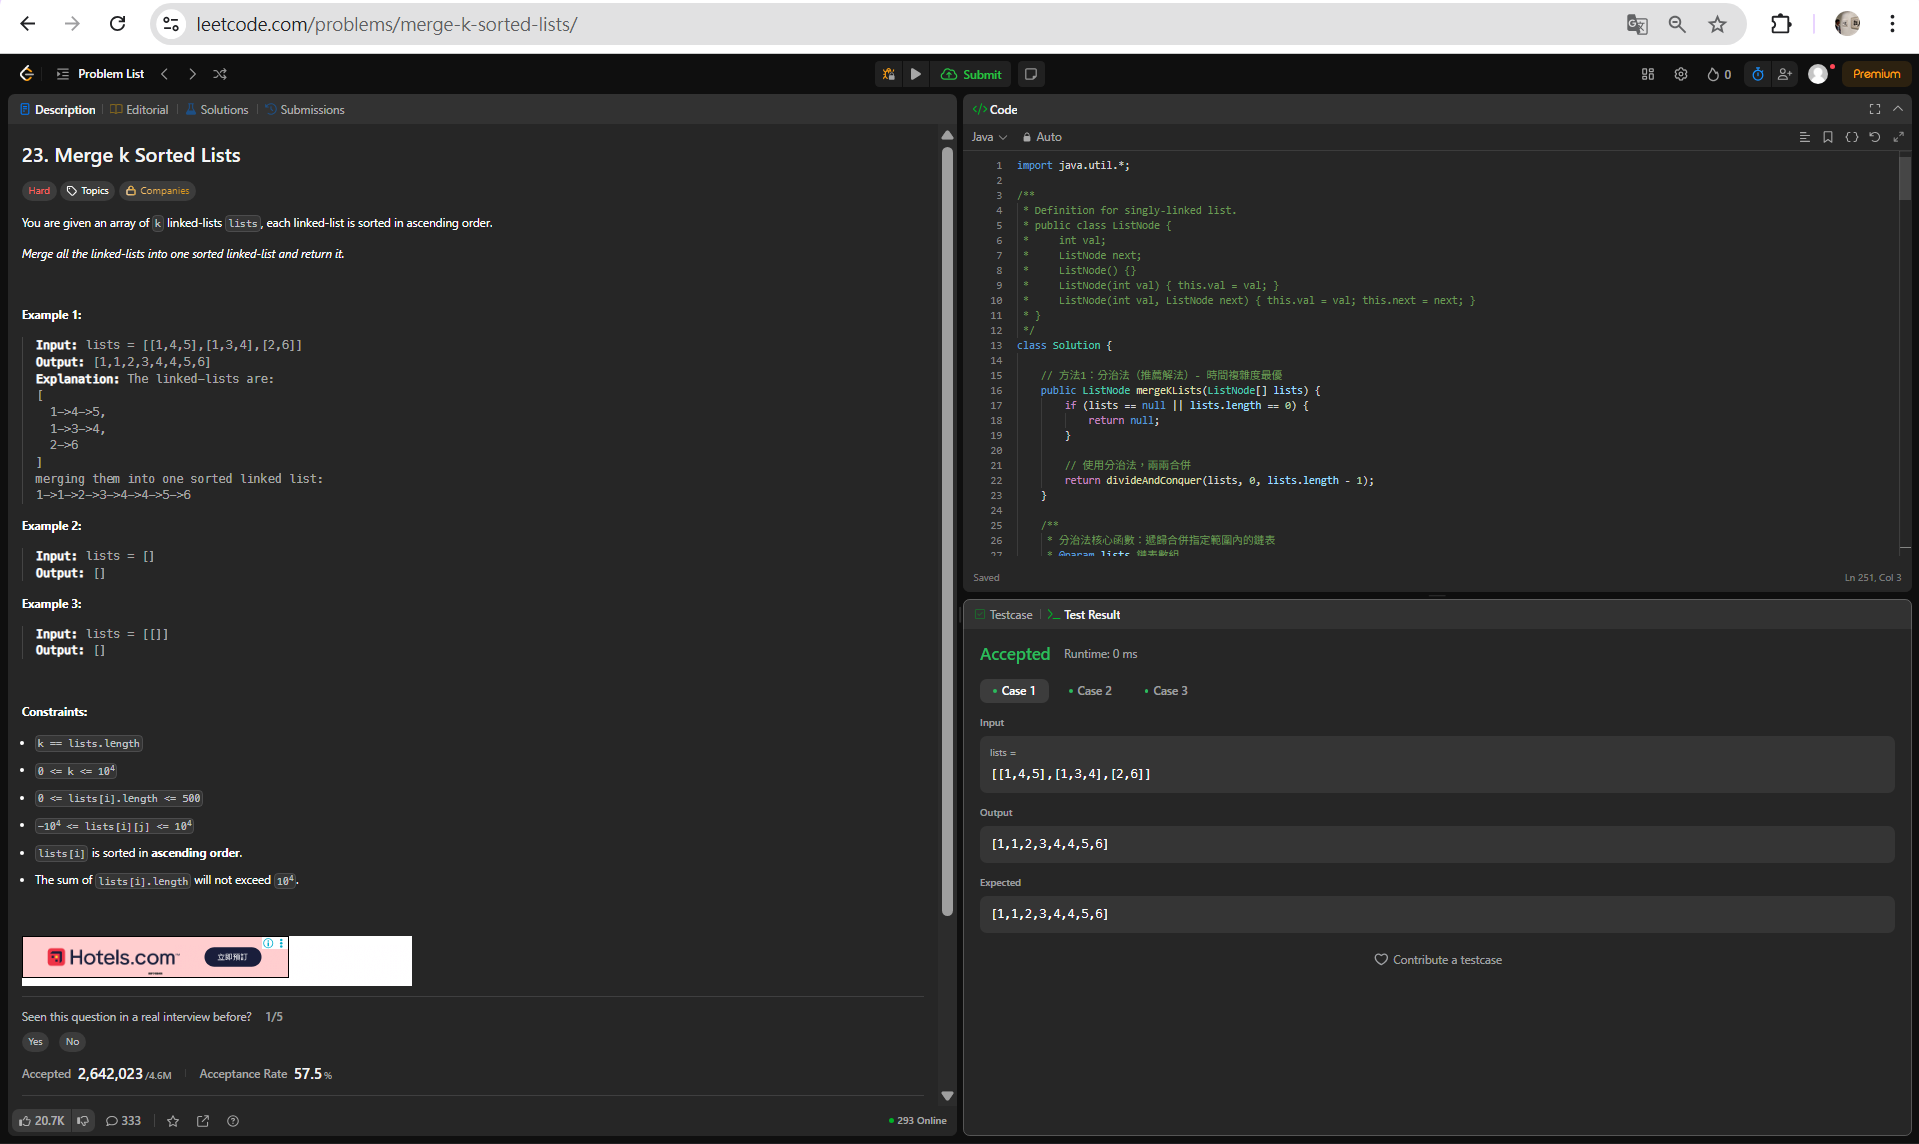 leetcode.com/problems/merge-k-sorted-lists/
Problem List
Submit
0
Premium
Description
Editorial
Solutions
Submissions
23. Merge k Sorted Lists
Hard
Topics
Companies
You are given an array of k linked-lists lists, each linked-list is sorted in ascending order.
Merge all the linked-lists into one sorted linked-list and return it.
Example 1:
Input: lists = [[1,4,5],[1,3,4],[2,6]]
Output: [1,1,2,3,4,4,5,6]
Explanation: The linked-lists are:
[
1->4->5,
1->3->4,
2->6
]
merging them into one sorted linked list:
1->1->2->3->4->4->5->6
Example 2:
Input: lists = []
Output: []
Example 3:
Input: lists = [[]]
Output: []
Constraints:
k == lists.length
0 <= k <= 10⁴
0 <= lists[i].length <= 500
-10⁴ <= lists[i][j] <= 10⁴
lists[i] is sorted in ascending order.
The sum of lists[i].length will not exceed 10⁴.
Hotels.com
立即預訂
Seen this question in a real interview before? 1/5
Yes
No
Accepted 2,642,023/4.6M
Acceptance Rate 57.5%
20.7K
333
293 Online
Code
Java
Auto
1 import java.util.*;
2
3 /**
4 * Definition for singly-linked list.
5 * public class ListNode {
6 * int val;
7 * ListNode next;
8 * ListNode() {}
9 * ListNode(int val) { this.val = val; }
10 * ListNode(int val, ListNode next) { this.val = val; this.next = next; }
11 * }
12 */
13 class Solution {
14
15 // 方法1：分治法（推薦解法）- 時間複雜度最優
16 public ListNode mergeKLists(ListNode[] lists) {
17 if (lists == null || lists.length == 0) {
18 return null;
19 }
20
21 // 使用分治法，兩兩合併
22 return divideAndConquer(lists, 0, lists.length - 1);
23 }
24
25 /**
26 * 分治法核心函數：遞歸合併指定範圍內的鏈表
27 * @param lists 鏈表數組
Saved
Ln 251, Col 3
Testcase
Test Result
Accepted
Runtime: 0 ms
Case 1
Case 2
Case 3
Input
lists =
[[1,4,5],[1,3,4],[2,6]]
Output
[1,1,2,3,4,4,5,6]
Expected
[1,1,2,3,4,4,5,6]
Contribute a testcase